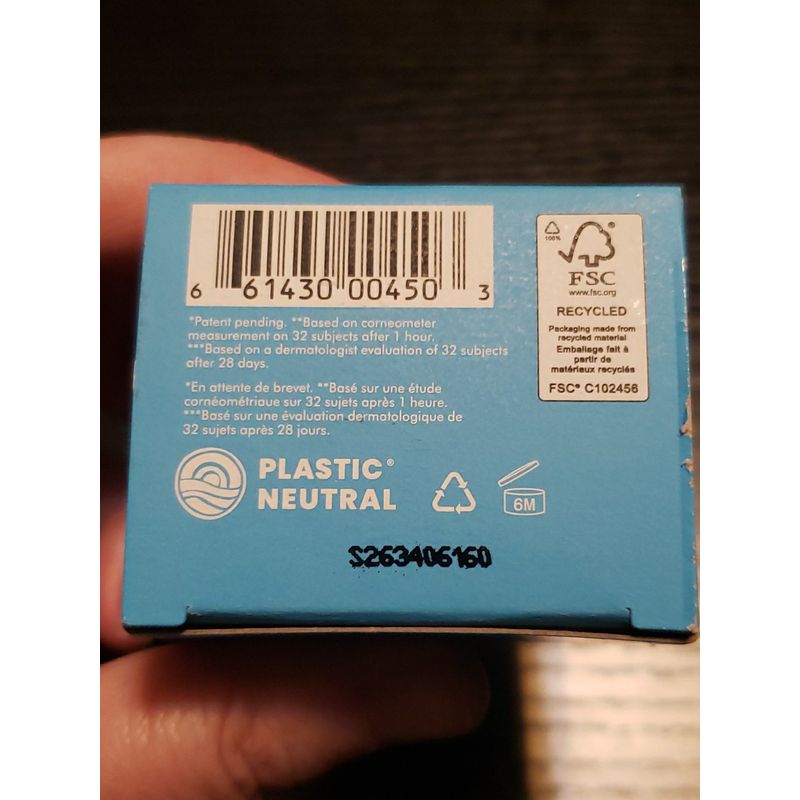 6 61430 00450 3
*Patent pending. **Based on corneometer
measurement on 32 subjects after 1 hour.
***Based on a dermatologist evaluation of 32 subjects
after 28 days.
*En attente de brevet. **Basé sur une étude
cornéométriaue sur 32 sujets après 1 heure.
***Basé sur une évaluation dermatologique de
32 sujets après 28 jours.
100%
FSC®
www.fsc.org
RECYCLED
Packaging made from
recycled material
Emballage fait à
partir de
matériaux recyclés
FSC® C102456
PLASTIC®
NEUTRAL
6M
S263406160